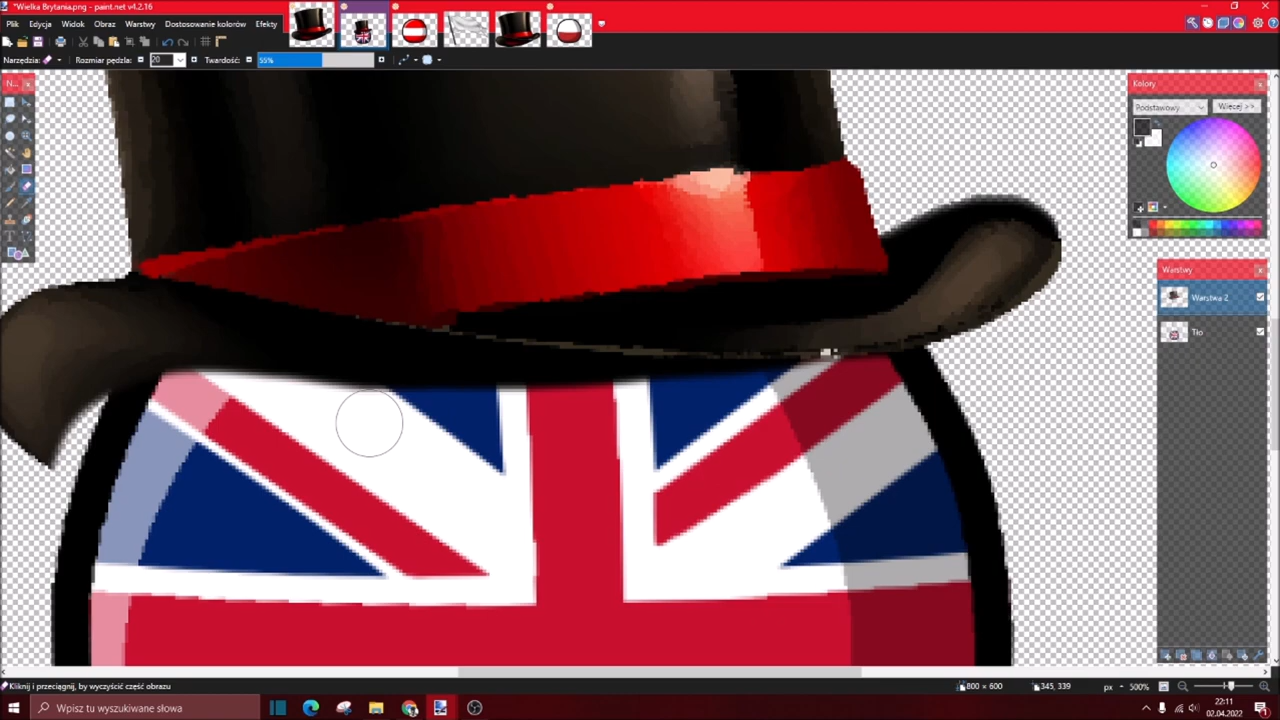 *Wielka Brytania.png - paint.net v4.2.16
Plik Edycja Widok Obraz Warstwy Dostosowanie kolorów Efekty
Narzędzia: Rozmiar pędzla: 20 Twardość: 55%
N...
Kolory
Podstawowy Więcej >>
Warstwy
Warstwa 2
Tło
Kliknij i przeciągnij, by wyczyścić część obrazu 800 × 600 345, 339 px 500%
Wpisz tu wyszukiwane słowa
22:11
02.04.2022
1